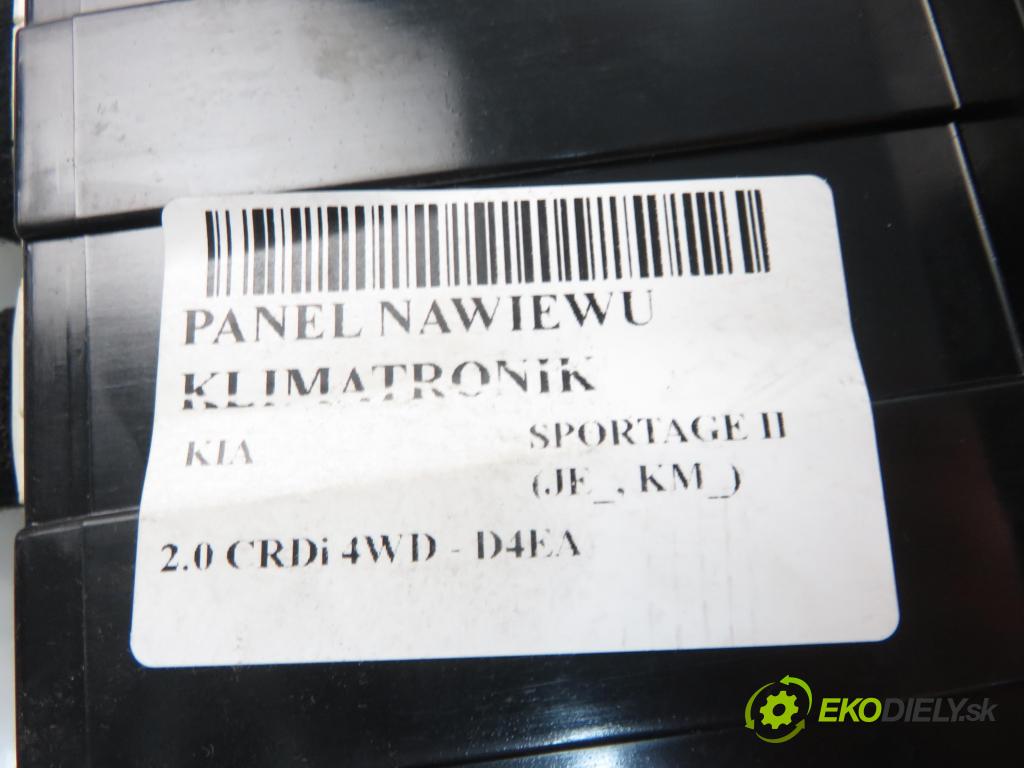 PANEL NAWIEWU
KLIMATRONIK
KIA
SPORTAGE II
(JE_, KM_)
2.0 CRDi 4WD - D4EA
EKODIELY.sk